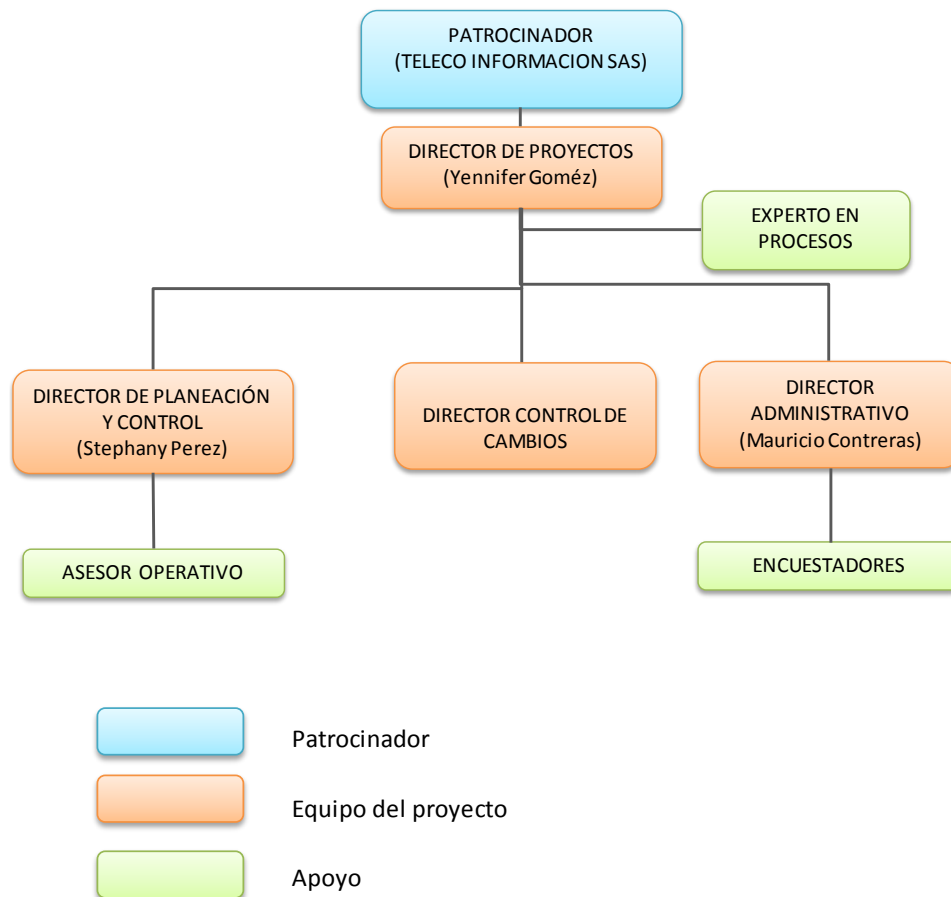 PATROCINADOR
(TELECO INFORMACION SAS)
DIRECTOR DE PROYECTOS
(Yennifer Goméz)
EXPERTO EN
PROCESOS
DIRECTOR DE PLANEACIÓN
Y CONTROL
(Stephany Perez)
DIRECTOR CONTROL DE
CAMBIOS
DIRECTOR
ADMINISTRATIVO
(Mauricio Contreras)
ASESOR OPERATIVO
ENCUESTADORES
Patrocinador
Equipo del proyecto
Apoyo